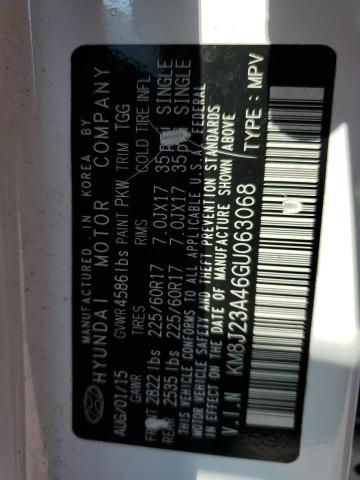 MANUFACTURED IN KOREA BY
HYUNDAI MOTOR COMPANY
AUG/01/15 GVWR4586lbs PAINT PKW TRIM TGG
GAWR TIRES RIMS COLD TIRE INFL
FRONT 2822 lbs 225/60R17 7.0JX17 35 SINGLE
REAR 2535 lbs 225/60R17 7.0JX17 35 SINGLE
THIS VEHICLE CONFORMS TO ALL APPLICABLE U.S.A. FEDERAL
MOTOR VEHICLE SAFETY BUMPER AND THEFT PREVENTION STANDARDS
IN EFFECT ON THE DATE OF MANUFACTURE SHOWN ABOVE
V.I.N KM8J23A46GU063068 TYPE: MPV
U